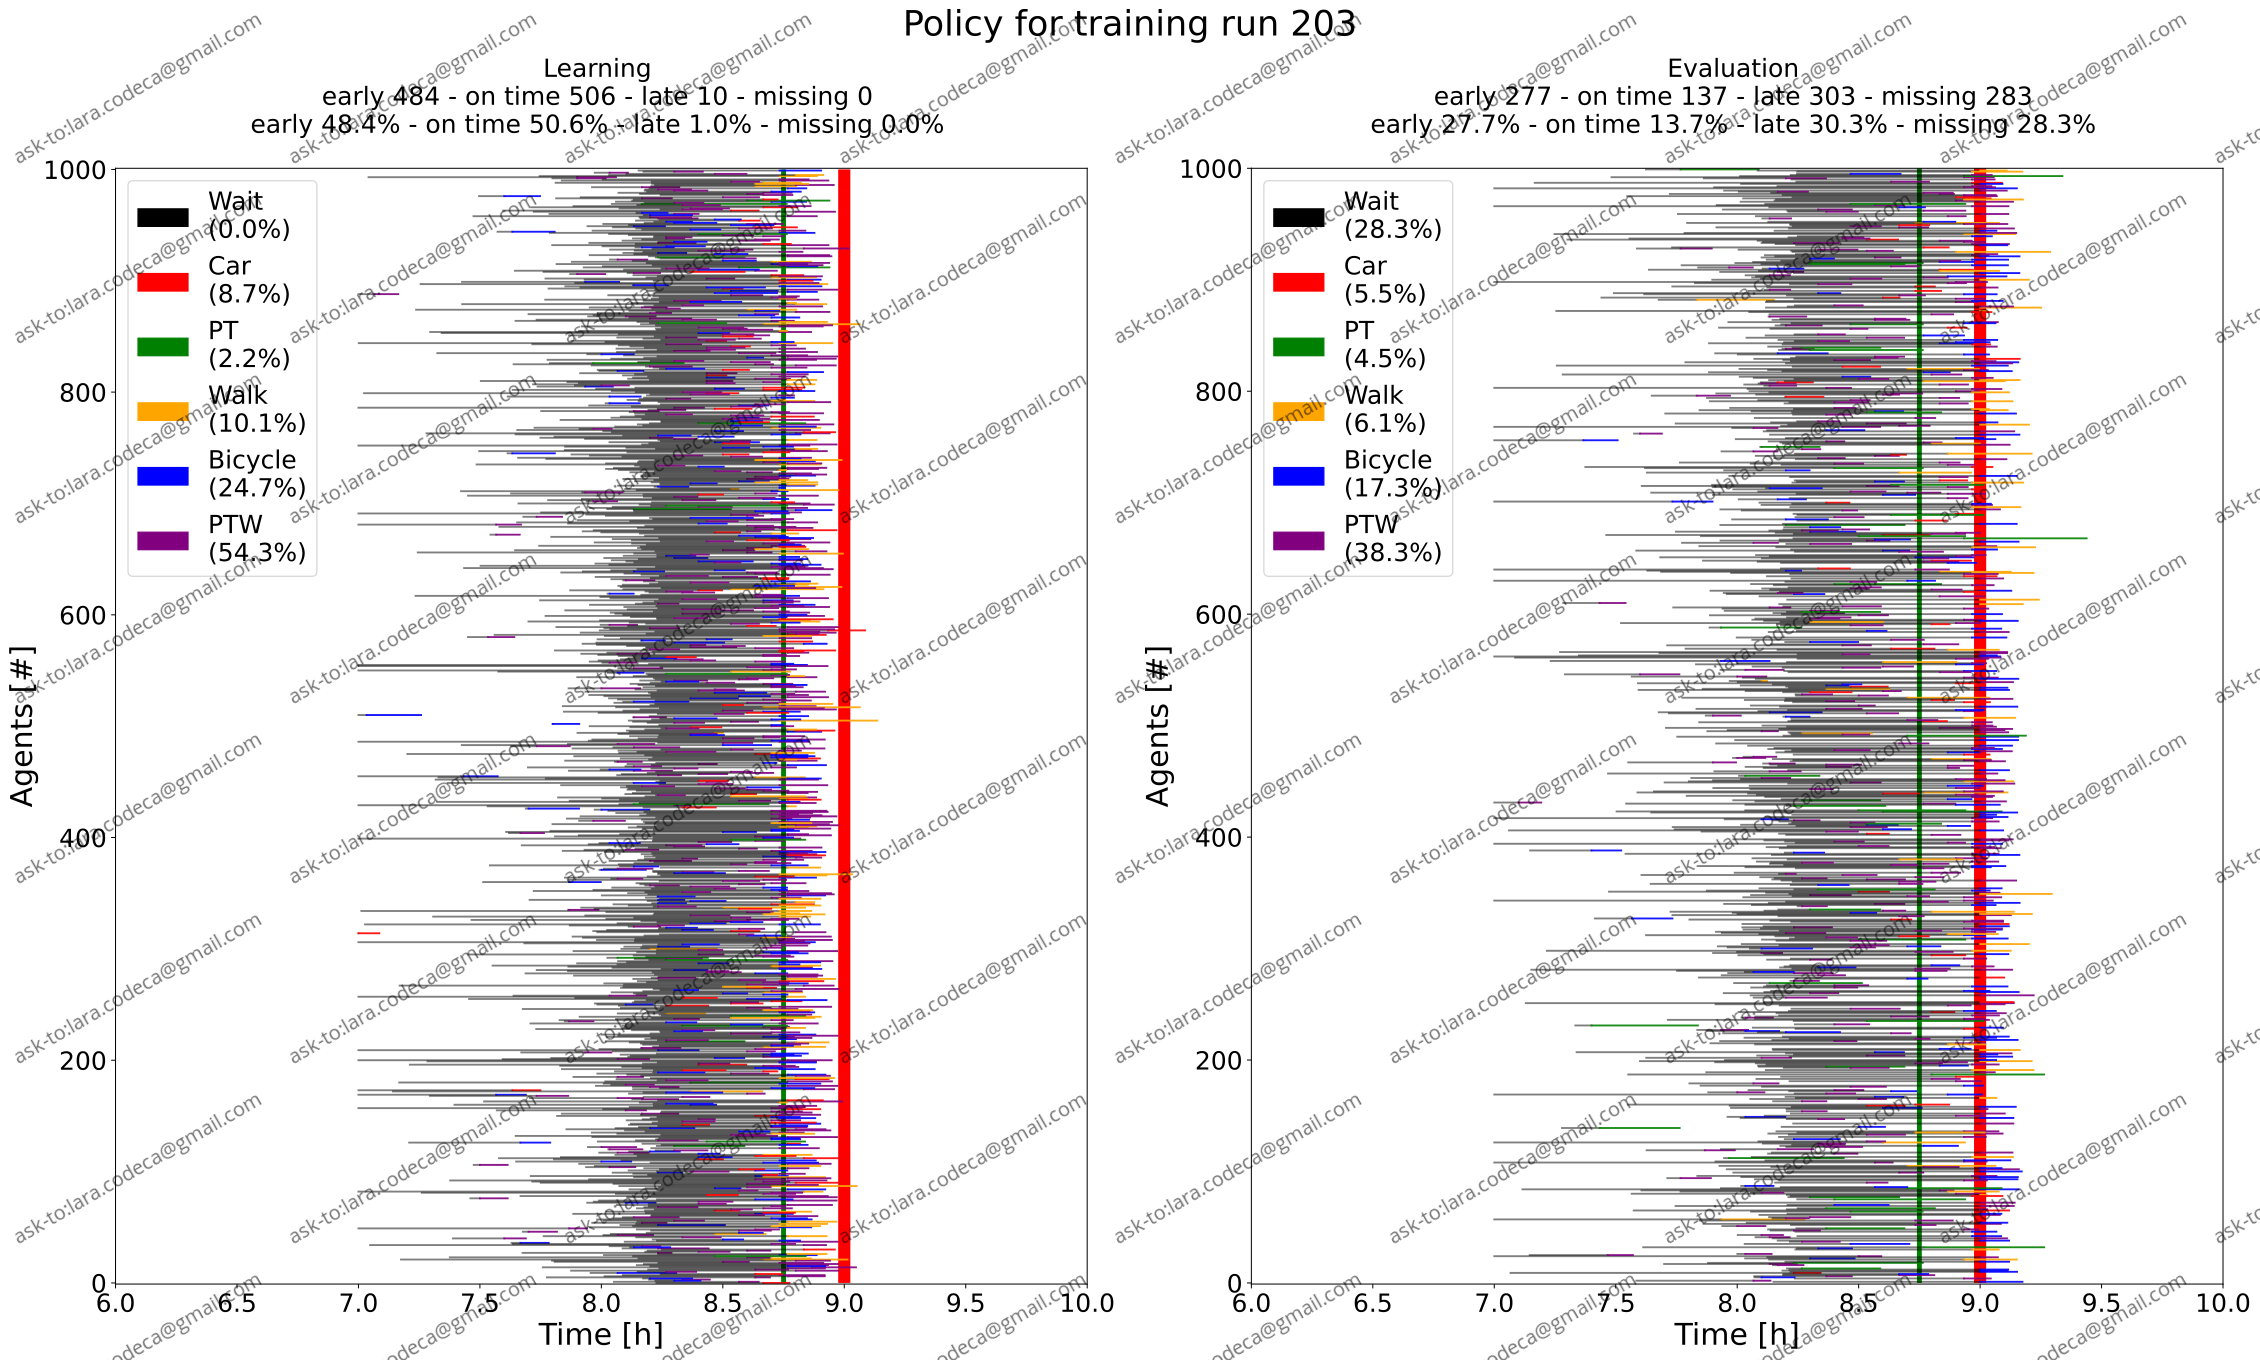 Policy for training run 203
Learning
early 484 - on time 506 - late 10 - missing 0
early 48.4% - on time 50.6% - late 1.0% - missing 0.0%
Wait
(0.0%)
Car
(8.7%)
PT
(2.2%)
Walk
(10.1%)
Bicycle
(24.7%)
PTW
(54.3%)
Agents [#]
1000
800
600
400
200
0
6.0 6.5 7.0 7.5 8.0 8.5 9.0 9.5 10.0
Time [h]
Evaluation
early 277 - on time 137 - late 303 - missing 283
early 27.7% - on time 13.7% - late 30.3% - missing 28.3%
Wait
(28.3%)
Car
(5.5%)
PT
(4.5%)
Walk
(6.1%)
Bicycle
(17.3%)
PTW
(38.3%)
Agents [#]
1000
800
600
400
200
0
6.0 6.5 7.0 7.5 8.0 8.5 9.0 9.5 10.0
Time [h]
ask-to:lara.codeca@gmail.com